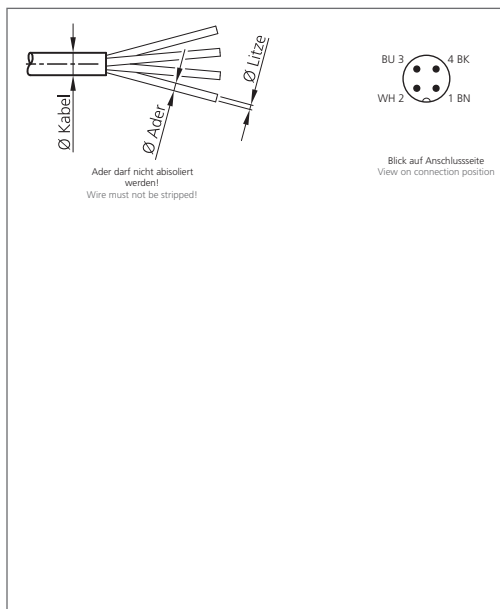 Ø Kabel
Ø Ader
Ø Litze
Ader darf nicht abisoliert
werden!
Wire must not be stripped!
BU 3
4 BK
WH 2
1 BN
Blick auf Anschlussseite
View on connection position